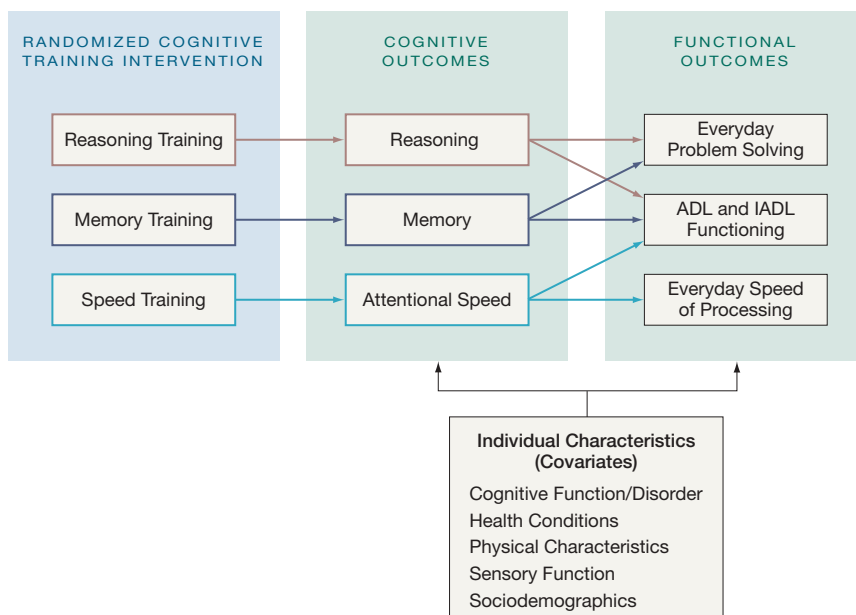 RANDOMIZED COGNITIVE
TRAINING INTERVENTION
COGNITIVE
OUTCOMES
FUNCTIONAL
OUTCOMES
Reasoning Training
Reasoning
Everyday
Problem Solving
Memory Training
Memory
ADL and IADL
Functioning
Speed Training
Attentional Speed
Everyday Speed
of Processing
Individual Characteristics
(Covariates)
Cognitive Function/Disorder
Health Conditions
Physical Characteristics
Sensory Function
Sociodemographics